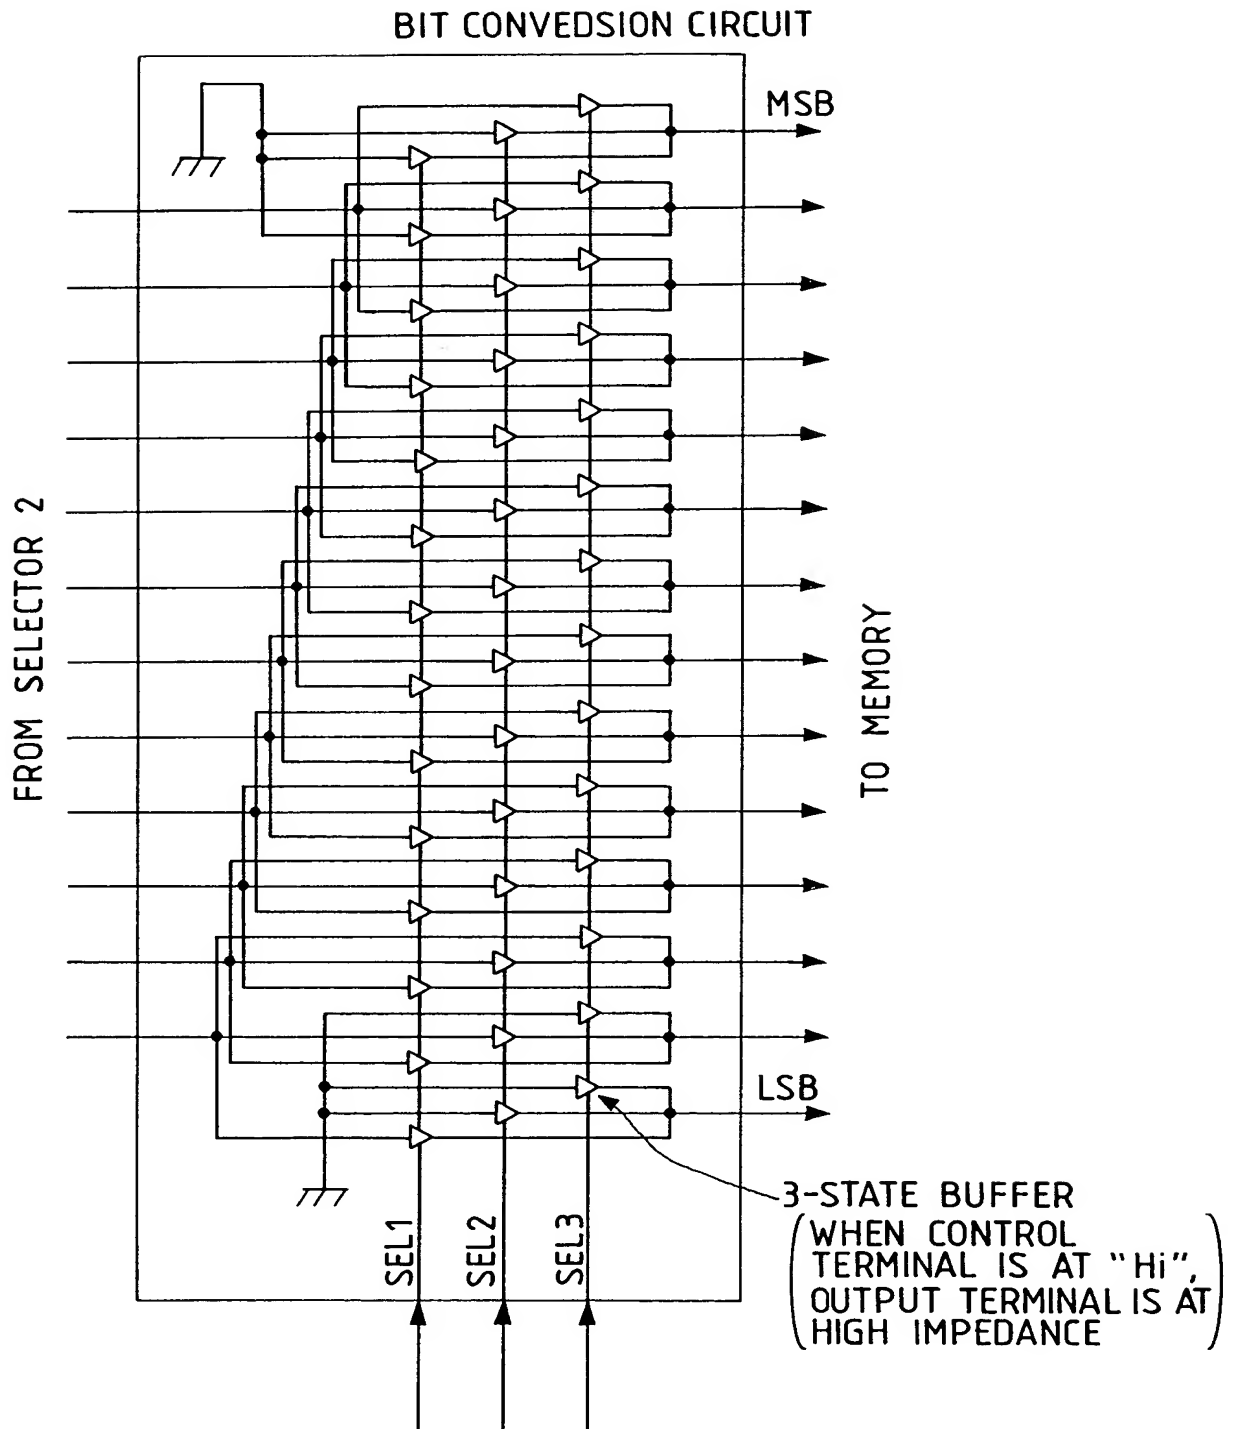 BIT CONVEDSION CIRCUIT
MSB
FROM SELECTOR 2
TO MEMORY
LSB
SEL1
SEL2
SEL3
3-STATE BUFFER
(WHEN CONTROL
TERMINAL IS AT "Hi",
OUTPUT TERMINAL IS AT
HIGH IMPEDANCE)